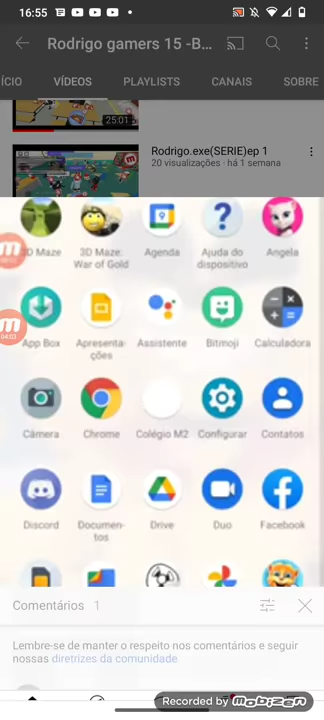 16:55
Rodrigo gamers 15 -B...
ÍCIO VÍDEOS PLAYLISTS CANAIS SOBRE
25:01
Rodrigo.exe(SERIE)ep 1
20 visualizações · há 1 semana
3D Maze
3D Maze: War of Gold
Agenda
Ajuda do dispositivo
Angela
App Box
Apresenta-
ções
Assistente
Bitmoji
Calculadora
04:03
Câmera
Chrome
Colégio M2
Configurar
Contatos
Discord
Documen-
tos
Drive
Duo
Facebook
Comentários 1
Lembre-se de manter o respeito nos comentários e seguir
nossas diretrizes da comunidade.
Recorded by mobizen